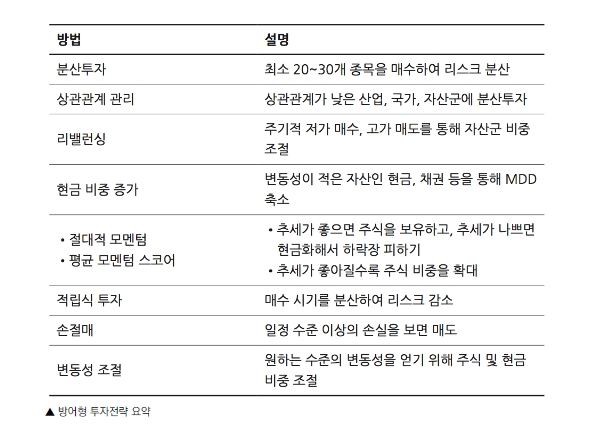 방법 설명
분산투자 최소 20~30개 종목을 매수하여 리스크 분산
상관관계 관리 상관관계가 낮은 산업, 국가, 자산군에 분산투자
리밸런싱 주기적 저가 매수, 고가 매도를 통해 자산군 비중
조절
현금 비중 증가 변동성이 적은 자산인 현금, 채권 등을 통해 MDD
축소
• 절대적 모멘텀
• 평균 모멘텀 스코어
• 추세가 좋으면 주식을 보유하고, 추세가 나쁘면
현금화해서 하락장 피하기
• 추세가 좋아질수록 주식 비중을 확대
적립식 투자 매수 시기를 분산하여 리스크 감소
손절매 일정 수준 이상의 손실을 보면 매도
변동성 조절 원하는 수준의 변동성을 얻기 위해 주식 및 현금
비중 조절
▲ 방어형 투자전략 요약